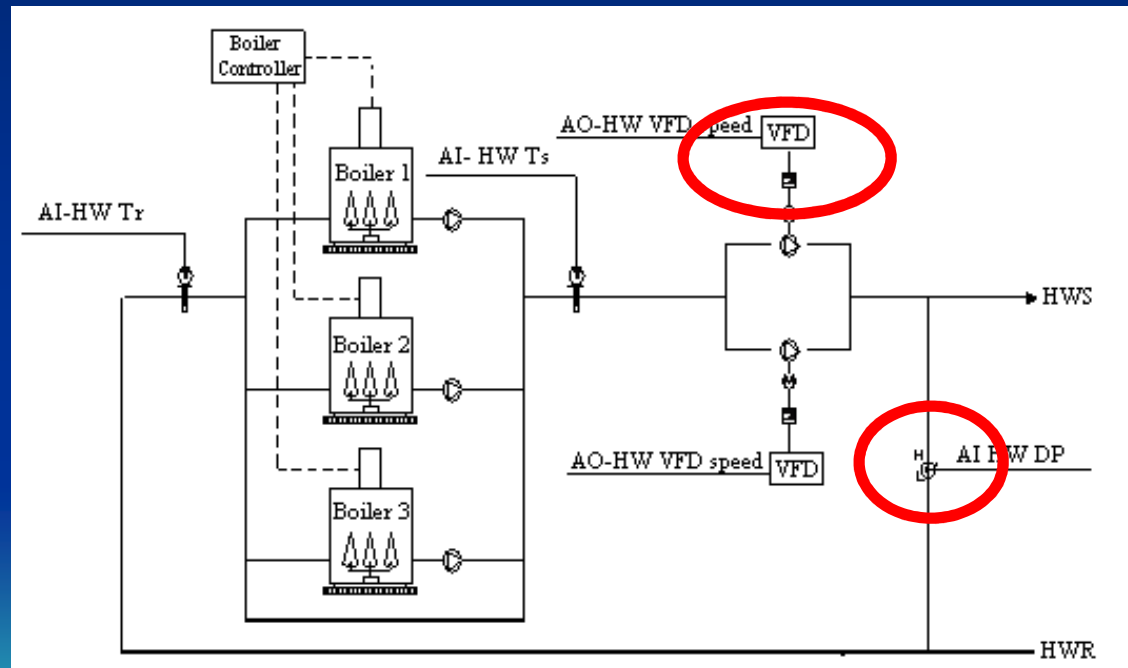 Boiler
Controller
AO-HW VFD speed
VFD
AI- HW Ts
Boiler 1
AI-HW Tr
HWS
Boiler 2
H
AI HW DP
AO-HW VFD speed
VFD
Boiler 3
HWR